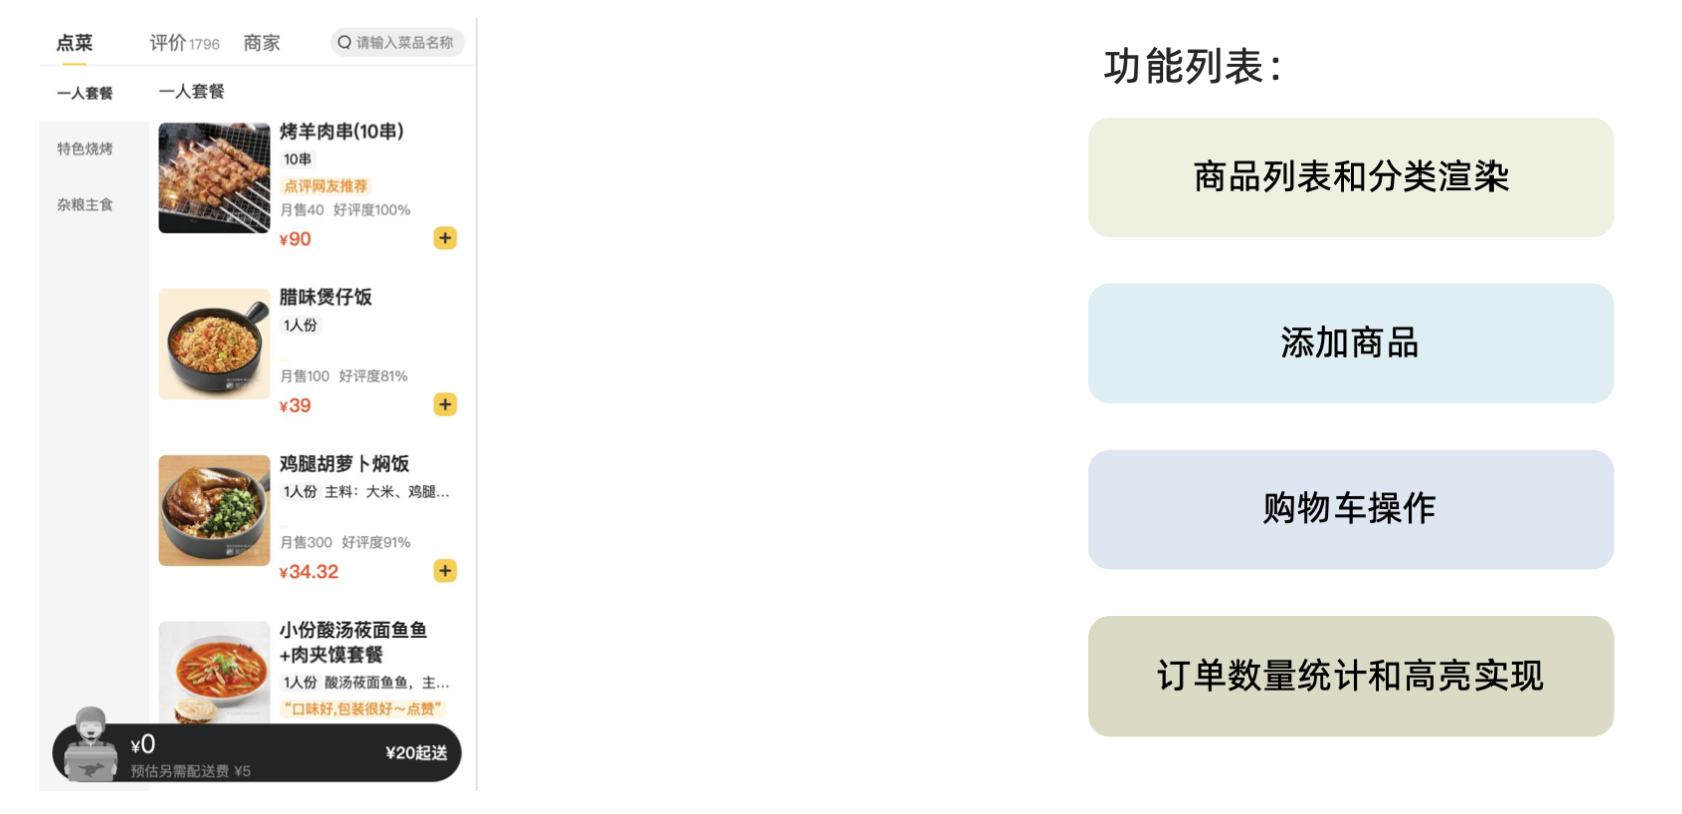 点菜 评价 1796 商家 请输入菜品名称
一人套餐
特色烧烤
杂粮主食
一人套餐
烤羊肉串(10串)
10串
点评网友推荐
月售40 好评度100%
¥90
腊味煲仔饭
1人份
月售100 好评度81%
¥39
鸡腿胡萝卜焖饭
1人份 主料：大米、鸡腿...
月售300 好评度91%
¥34.32
小份酸汤莜面鱼鱼
+肉夹馍套餐
1人份 酸汤莜面鱼鱼，主...
“口味好,包装很好～点赞”
¥0
预估另需配送费 ¥5
¥20起送
功能列表：
商品列表和分类渲染
添加商品
购物车操作
订单数量统计和高亮实现